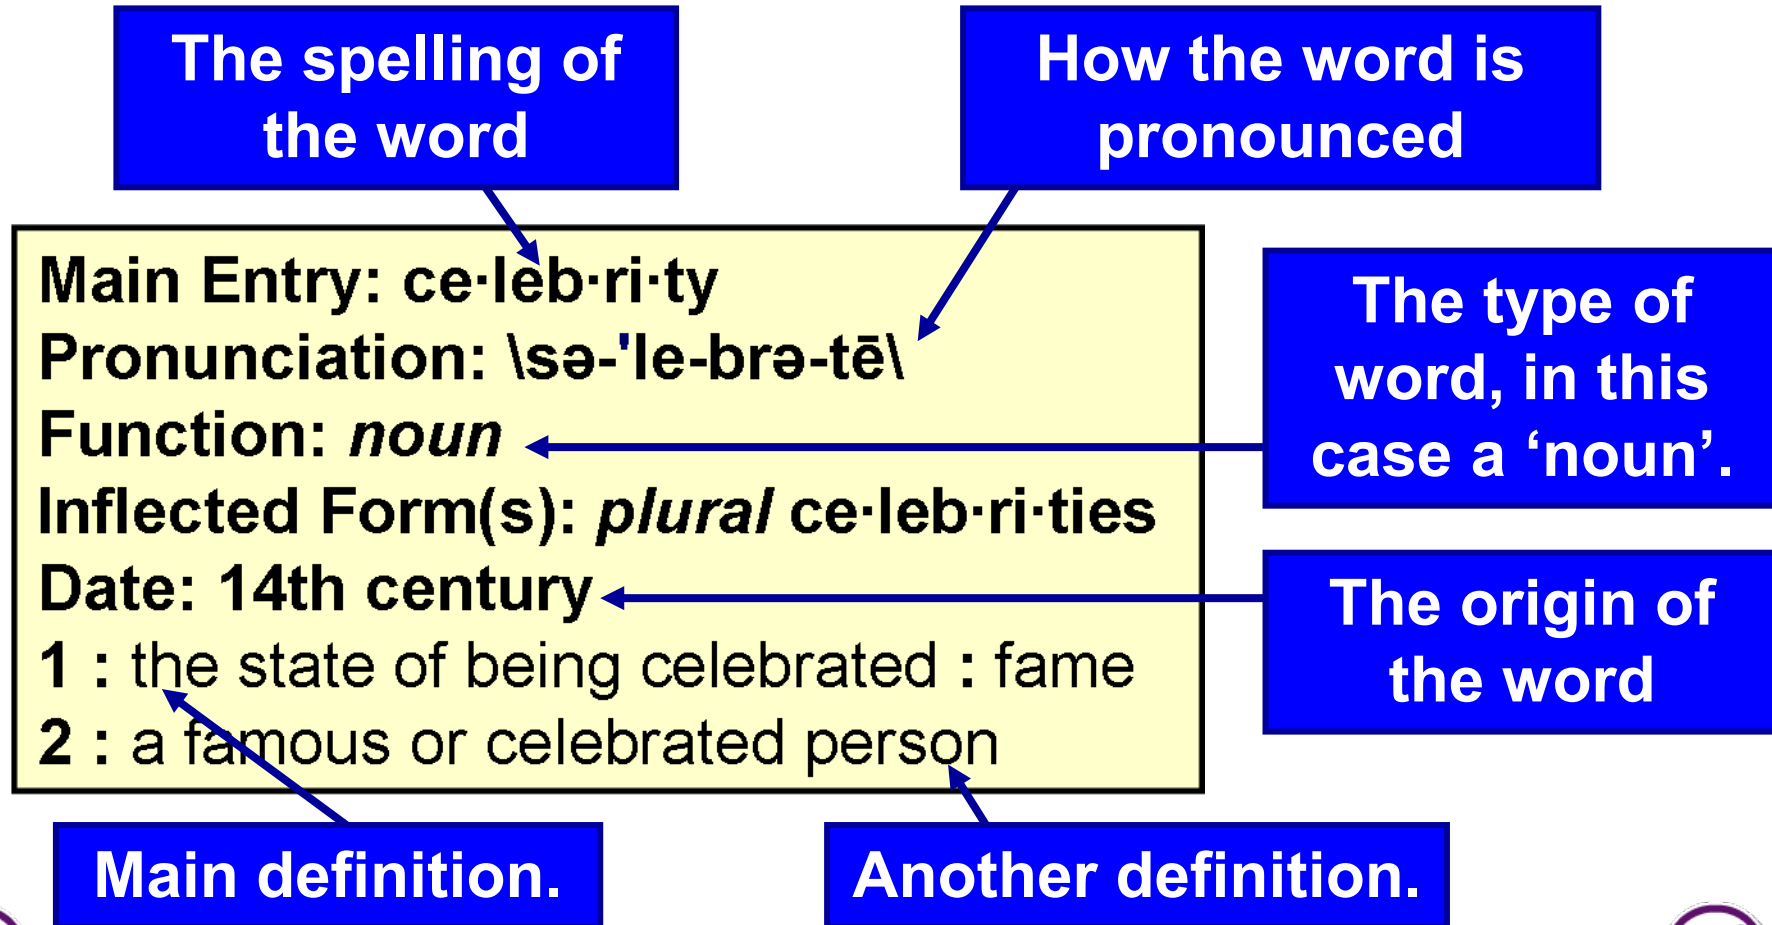 The spelling of
the word
How the word is
pronounced
Main Entry: ce·leb·ri·ty
Pronunciation: \sə-'le-brə-tē\
Function: noun
Inflected Form(s): plural ce·leb·ri·ties
Date: 14th century
1 : the state of being celebrated : fame
2 : a famous or celebrated person
The type of
word, in this
case a ‘noun’.
The origin of
the word
Main definition.
Another definition.